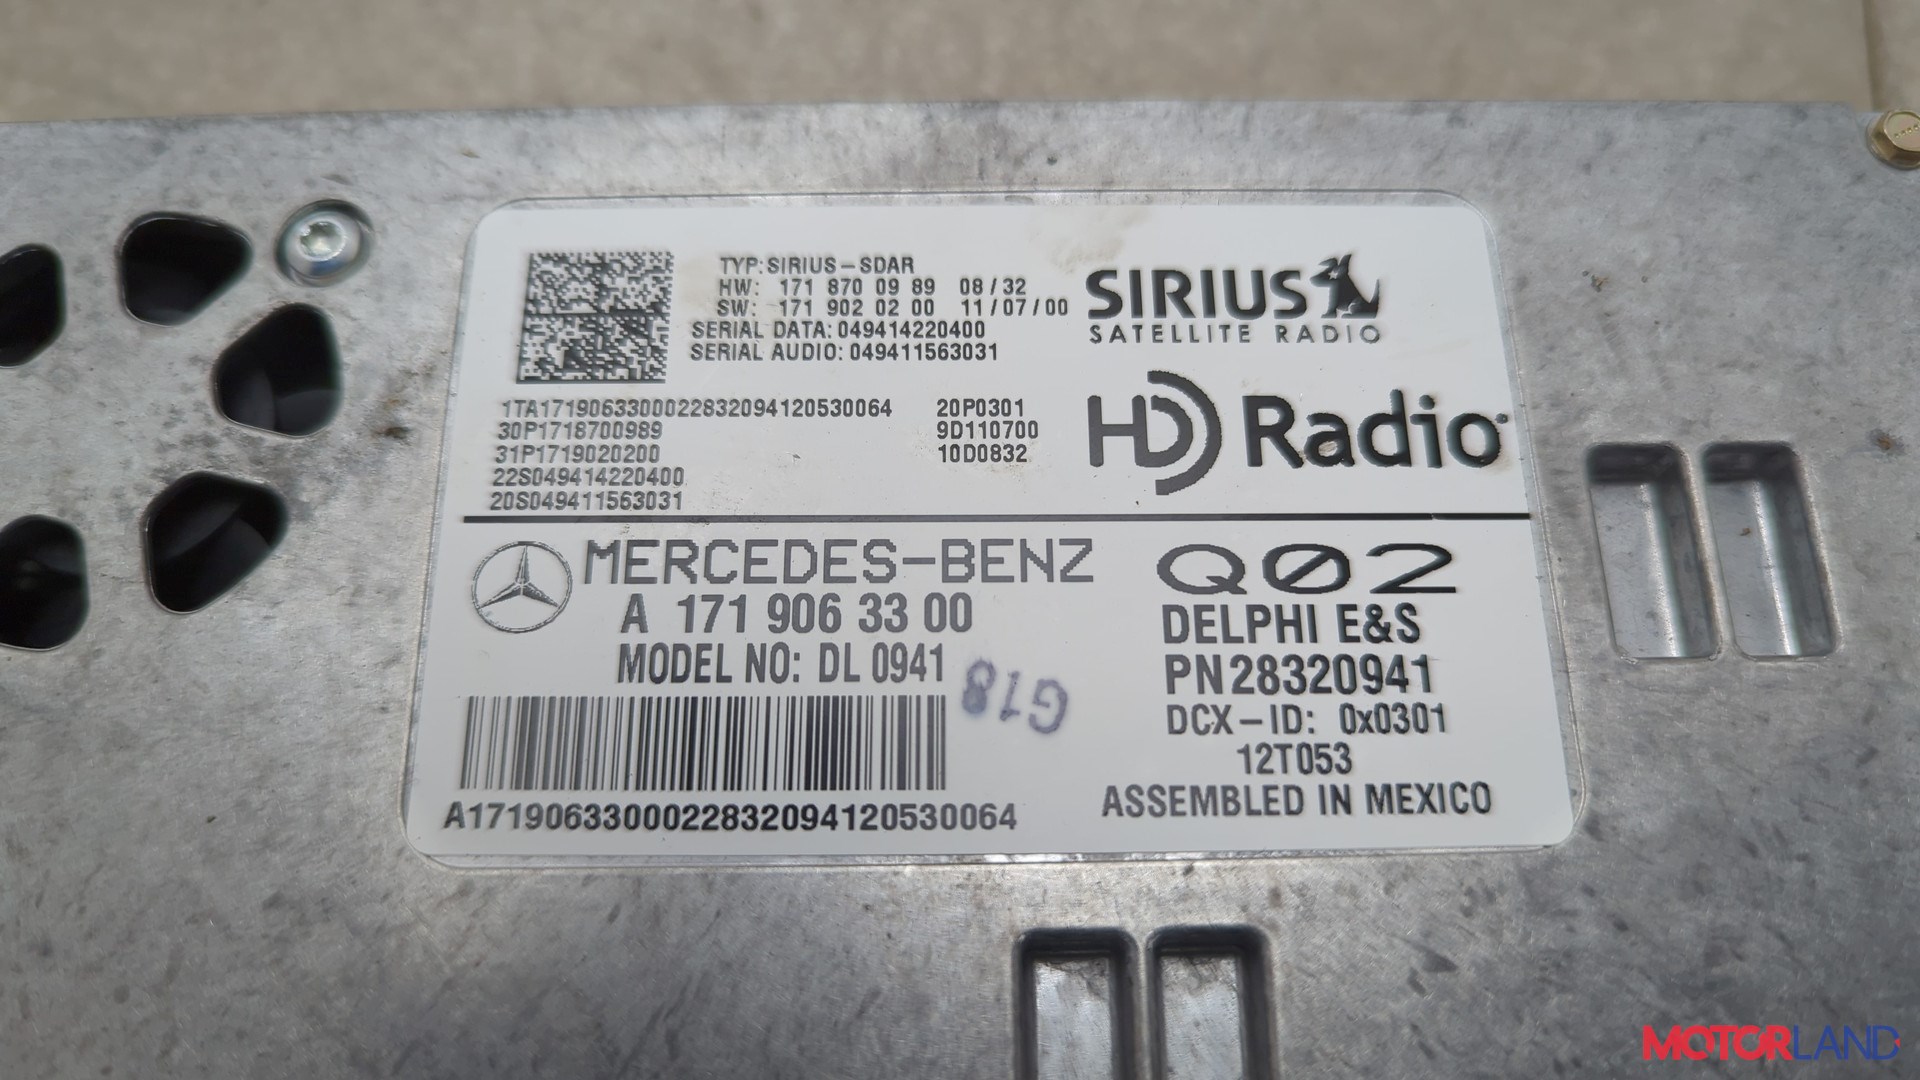 TYP: SIRIUS-SDAR
HW: 171 870 09 89 08/32
SW: 171 902 02 00 11/07/00
SERIAL DATA: 049414220400
SERIAL AUDIO: 049411563031
SIRIUS
SATELLITE RADIO
1TA1719063300022832094120530064 20P0301
30P1718700989 9D110700
31P1719020200 10D0832
22S049414220400
20S049411563031
HD Radio
MERCEDES-BENZ
A 171 906 33 00
MODEL NO: DL 0941
G18
A1719063300022832094120530064
QØ2
DELPHI E&S
PN28320941
DCX-ID: 0x0301
12T053
ASSEMBLED IN MEXICO
MOTORLAND